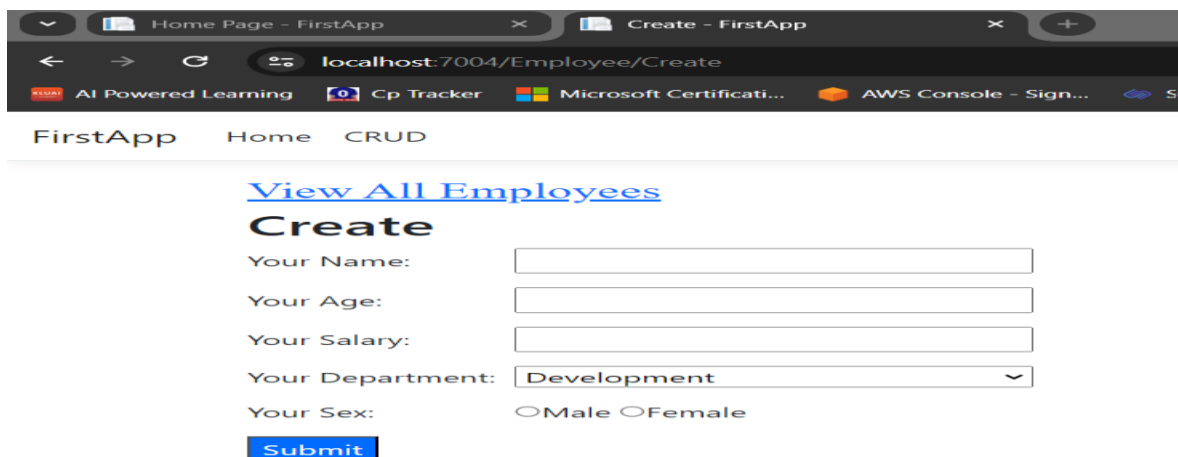 Home Page - FirstApp Create - FirstApp
localhost:7004/Employee/Create
AI Powered Learning Cp Tracker Microsoft Certificati... AWS Console - Sign...
FirstApp Home CRUD
View All Employees
Create
Your Name:
Your Age:
Your Salary:
Your Department: Development
Your Sex: Male Female
Submit